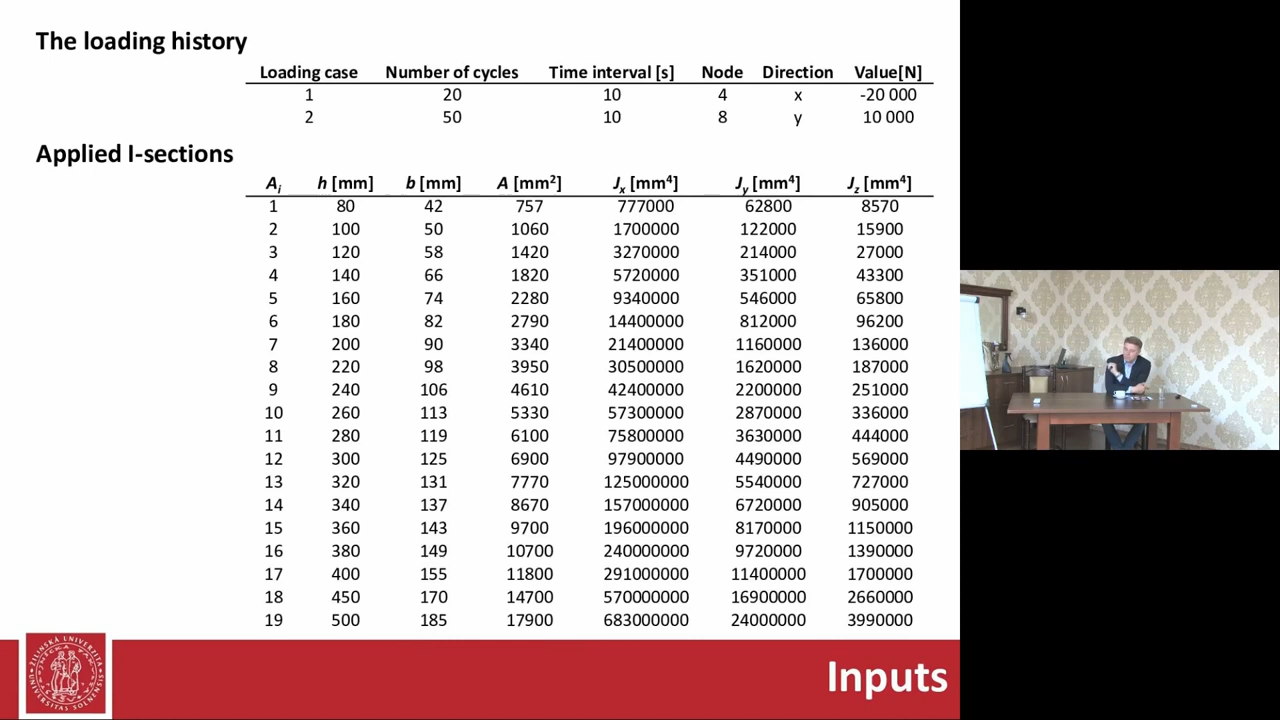 The loading history
Loading case Number of cycles Time interval [s] Node Direction Value[N]
1 20 10 4 x -20 000
2 50 10 8 y 10 000
Applied I-sections
Ai h [mm] b [mm] A [mm²] Jx [mm⁴] Jy [mm⁴] Jz [mm⁴]
1 80 42 757 777000 62800 8570
2 100 50 1060 1700000 122000 15900
3 120 58 1420 3270000 214000 27000
4 140 66 1820 5720000 351000 43300
5 160 74 2280 9340000 546000 65800
6 180 82 2790 14400000 812000 96200
7 200 90 3340 21400000 1160000 136000
8 220 98 3950 30500000 1620000 187000
9 240 106 4610 42400000 2200000 251000
10 260 113 5330 57300000 2870000 336000
11 280 119 6100 75800000 3630000 444000
12 300 125 6900 97900000 4490000 569000
13 320 131 7770 125000000 5540000 727000
14 340 137 8670 157000000 6720000 905000
15 360 143 9700 196000000 8170000 1150000
16 380 149 10700 240000000 9720000 1390000
17 400 155 11800 291000000 11400000 1700000
18 450 170 14700 570000000 16900000 2660000
19 500 185 17900 683000000 24000000 3990000
ŽILINSKÁ UNIVERZITA
UNIVERSITAS SOLNENSIS
Inputs